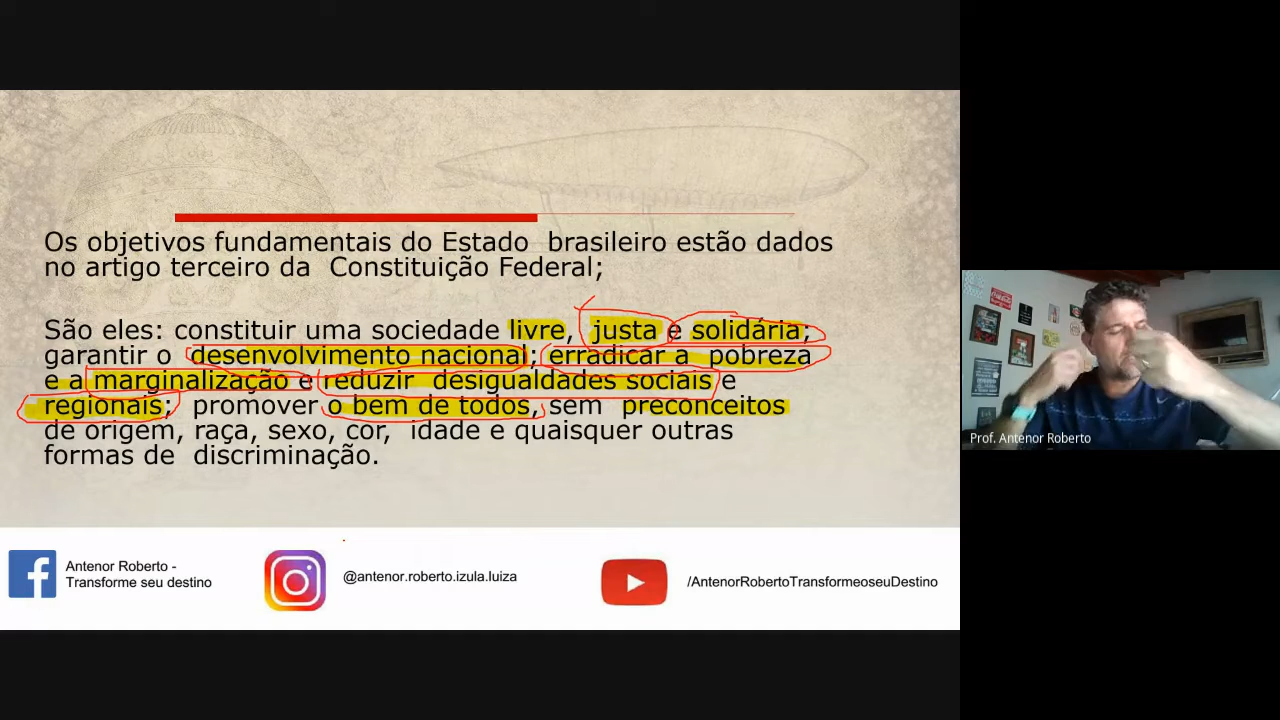 Os objetivos fundamentais do Estado brasileiro estão dados
no artigo terceiro da Constituição Federal;
São eles: constituir uma sociedade livre, justa e solidária;
garantir o desenvolvimento nacional; erradicar a pobreza
e a marginalização e reduzir desigualdades sociais e
regionais; promover o bem de todos, sem preconceitos
de origem, raça, sexo, cor, idade e quaisquer outras
formas de discriminação.
Antenor Roberto -
Transforme seu destino
@antenor.roberto.izula.luiza
/AntenorRobertoTransformeoseuDestino
Prof. Antenor Roberto